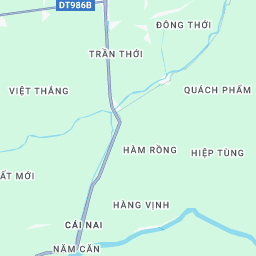 DT986B
ĐÔNG THỚI
TRẦN THỚI
VIỆT THẮNG
QUÁCH PHẨM
HÀM RỒNG
HIỆP TÙNG
ẤT MỚI
HÀNG VỊNH
CÁI NAI
NĂM CĂN